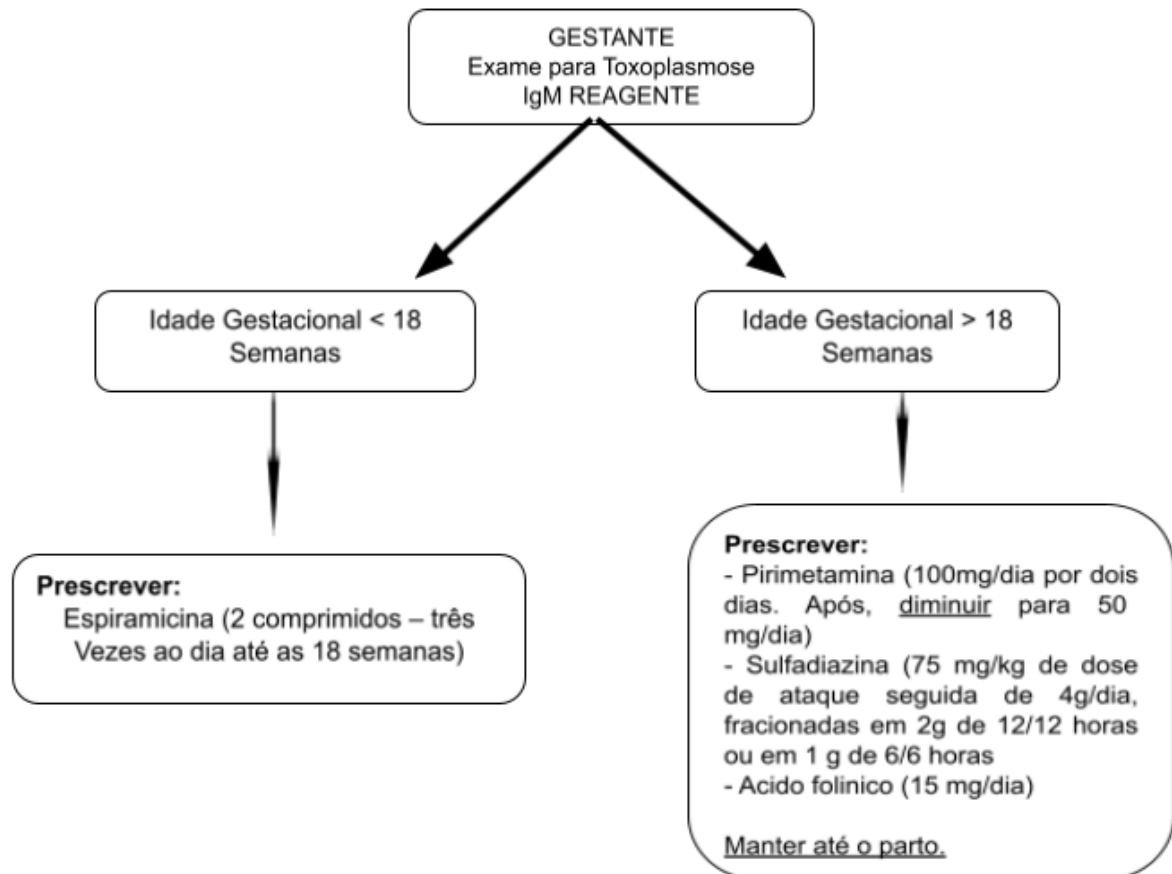 GESTANTE
Exame para Toxoplasmose
IgM REAGENTE
Idade Gestacional < 18
Semanas
Idade Gestacional > 18
Semanas
Prescrever:
Espiramicina (2 comprimidos – três
Vezes ao dia até as 18 semanas)
Prescrever:
- Pirimetamina (100mg/dia por dois
dias. Após, diminuir para 50
mg/dia)
- Sulfadiazina (75 mg/kg de dose
de ataque seguida de 4g/dia,
fracionadas em 2g de 12/12 horas
ou em 1 g de 6/6 horas
- Acido folinico (15 mg/dia)
Manter até o parto.